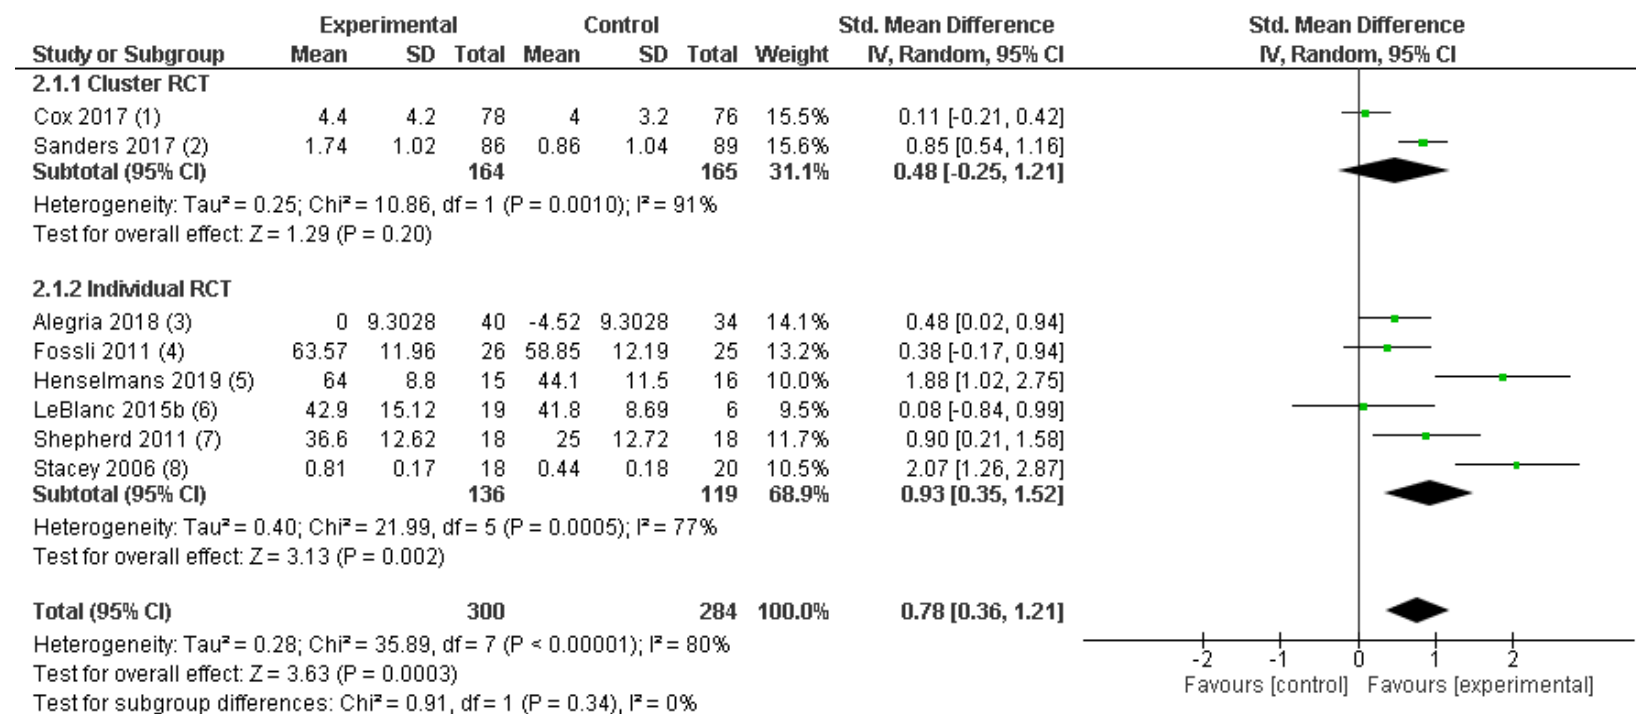 Experimental Control Std. Mean Difference Std. Mean Difference
Study or Subgroup Mean SD Total Mean SD Total Weight IV, Random, 95% CI IV, Random, 95% CI
2.1.1 Cluster RCT
Cox 2017 (1) 4.4 4.2 78 4 3.2 76 15.5% 0.11 [-0.21, 0.42]
Sanders 2017 (2) 1.74 1.02 86 0.86 1.04 89 15.6% 0.85 [0.54, 1.16]
Subtotal (95% CI) 164 165 31.1% 0.48 [-0.25, 1.21]
Heterogeneity: Tau² = 0.25; Chi² = 10.86, df = 1 (P = 0.0010); I² = 91%
Test for overall effect: Z = 1.29 (P = 0.20)
2.1.2 Individual RCT
Alegria 2018 (3) 0 9.3028 40 -4.52 9.3028 34 14.1% 0.48 [0.02, 0.94]
Fossli 2011 (4) 63.57 11.96 26 58.85 12.19 25 13.2% 0.38 [-0.17, 0.94]
Henselmans 2019 (5) 64 8.8 15 44.1 11.5 16 10.0% 1.88 [1.02, 2.75]
LeBlanc 2015b (6) 42.9 15.12 19 41.8 8.69 6 9.5% 0.08 [-0.84, 0.99]
Shepherd 2011 (7) 36.6 12.62 18 25 12.72 18 11.7% 0.90 [0.21, 1.58]
Stacey 2006 (8) 0.81 0.17 18 0.44 0.18 20 10.5% 2.07 [1.26, 2.87]
Subtotal (95% CI) 136 119 68.9% 0.93 [0.35, 1.52]
Heterogeneity: Tau² = 0.40; Chi² = 21.99, df = 5 (P = 0.0005); I² = 77%
Test for overall effect: Z = 3.13 (P = 0.002)
Total (95% CI) 300 284 100.0% 0.78 [0.36, 1.21]
Heterogeneity: Tau² = 0.28; Chi² = 35.89, df = 7 (P < 0.00001); I² = 80%
Test for overall effect: Z = 3.63 (P = 0.0003)
Test for subgroup differences: Chi² = 0.91, df = 1 (P = 0.34), I² = 0%
-2 -1 0 1 2
Favours [control] Favours [experimental]